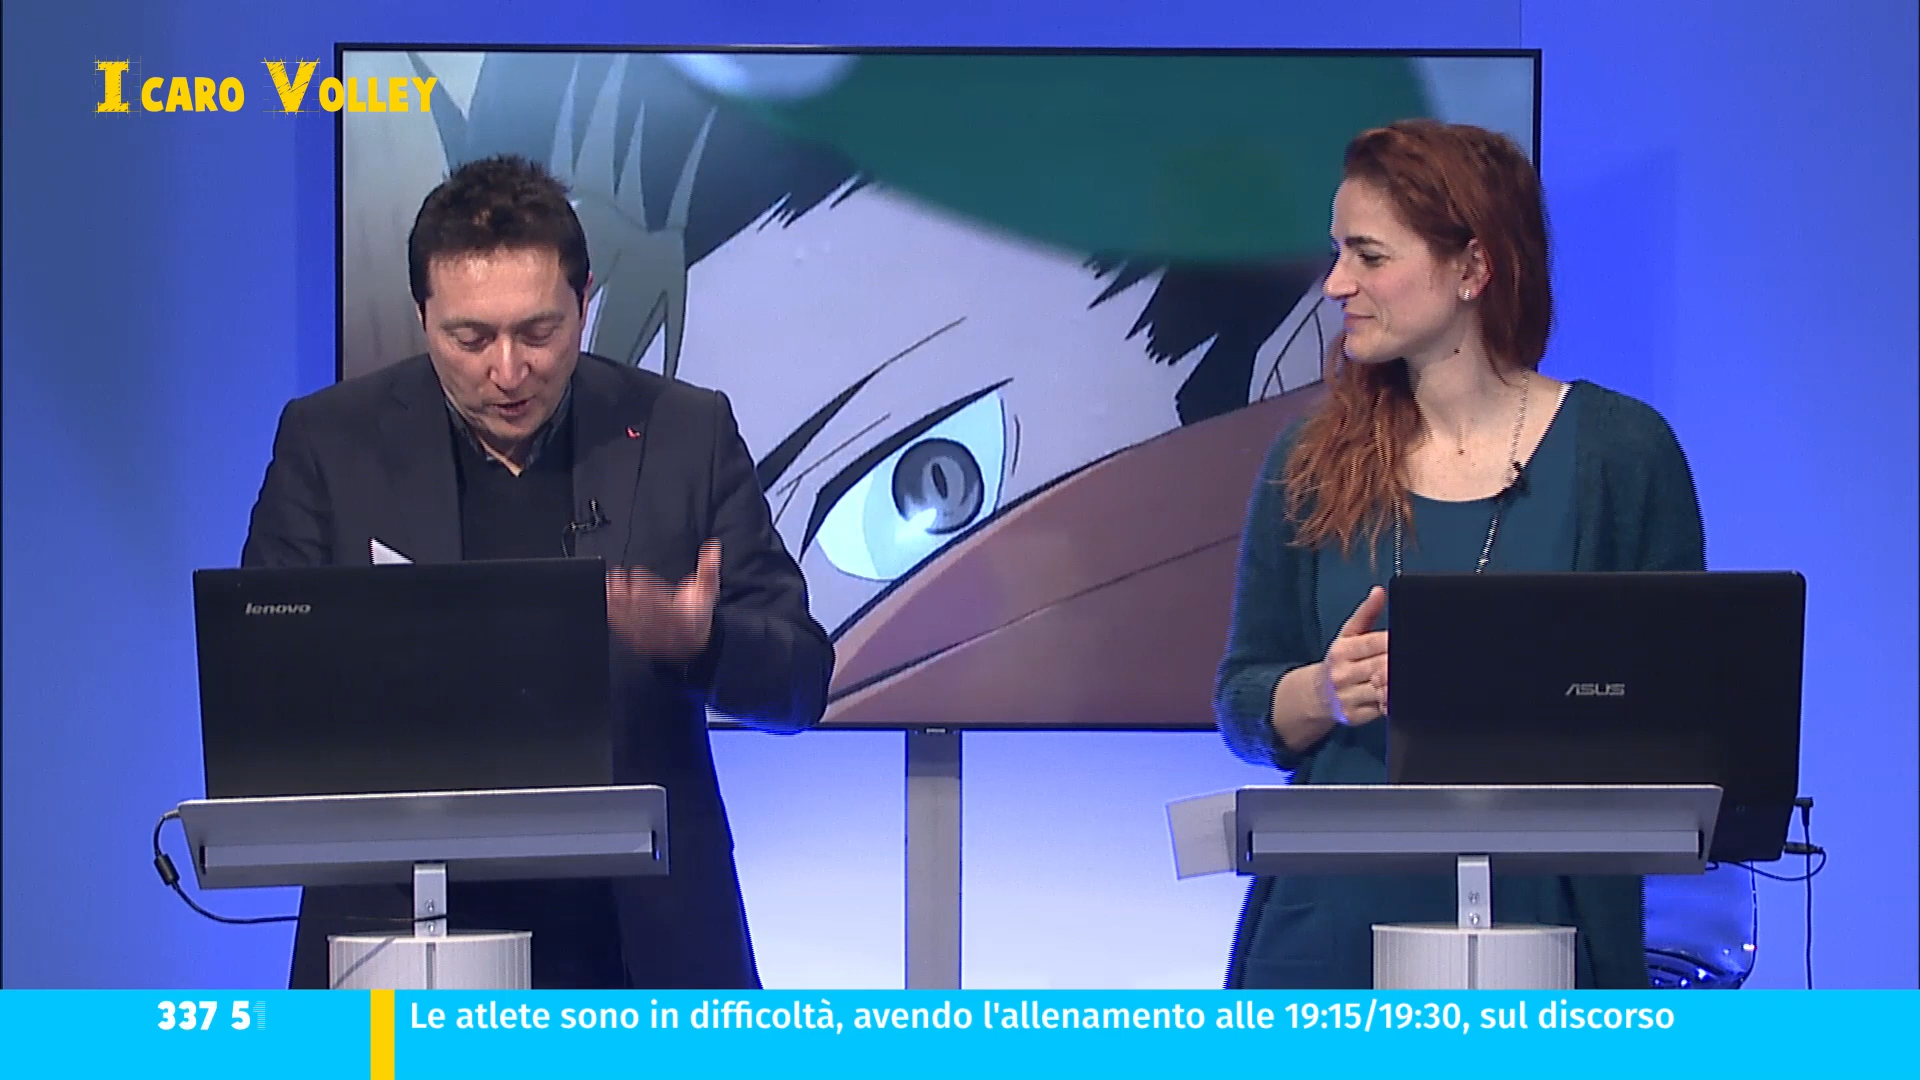 Icaro Volley
lenovo
ASUS
337 51
Le atlete sono in difficoltà, avendo l'allenamento alle 19:15/19:30, sul discorso